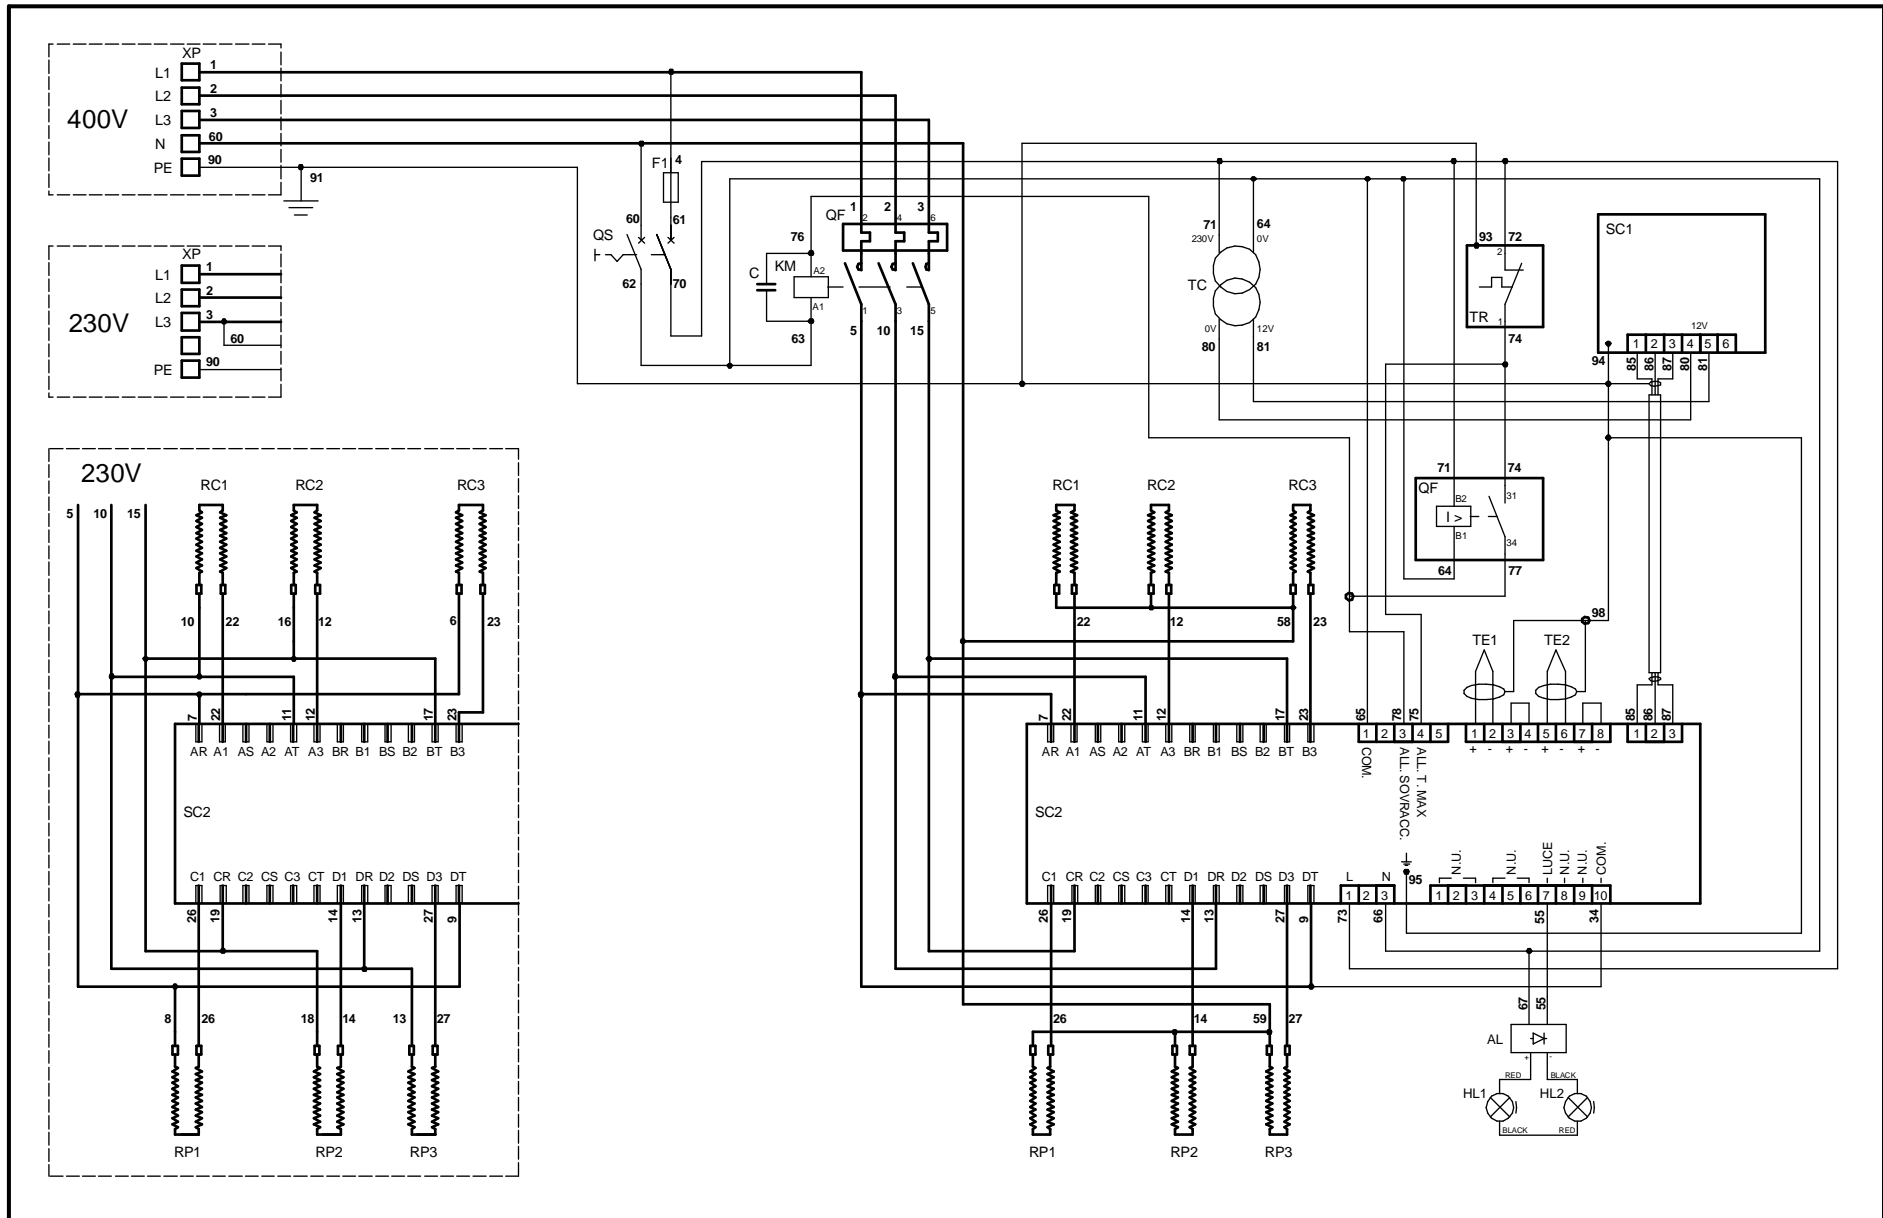 XP
L1 1
L2 2
400V L3 3
N 60
PE 90
91
XP
L1 1
L2 2
230V L3 3
60
PE 90
F1 4
60 61
QS
62 70
76
C KM A2
A1
63
QF 1 2 3
2 4 6
1 3 5
5 10 15
71 64
230V 0V
TC
0V 12V
80 81
93 72
2
TR 1
74
SC1
12V
1 2 3 4 5 6
94 85 86 87 80 81
71 74
QF
B2 31
I >
B1 34
64 77
230V
5 10 15
RC1 RC2 RC3
10 22 16 12 6 23
7 22 11 12 17 23
AR A1 AS A2 AT A3 BR B1 BS B2 BT B3
SC2
C1 CR C2 CS C3 CT D1 DR D2 DS D3 DT
26 19 14 13 27 9
8 26 18 14 13 27
RP1 RP2 RP3
RC1 RC2 RC3
22 12 58 23
98
TE1 TE2
7 22 11 12 17 23 65 78 75 85 86 87
AR A1 AS A2 AT A3 BR B1 BS B2 BT B3
1 2 3 4 5
1 2 3 4 5 6 7 8
+ - + - + - + -
1 2 3
COM.
ALL. SOVRACC.
ALL. T. MAX
SC2
N.U. N.U. LUCE N.U. N.U. COM.
C1 CR C2 CS C3 CT D1 DR D2 DS D3 DT
L N 95
1 2 3
1 2 3 4 5 6 7 8 9 10
26 19 14 13 27 9 73 66 55 34
26 14 59 27
67 55
AL
+ -
RED BLACK
HL1 HL2
BLACK RED
RP1 RP2 RP3